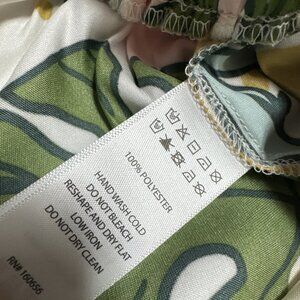 100% POLYESTER
HAND WASH COLD
DO NOT BLEACH
RESHAPE AND DRY FLAT
LOW IRON
DO NOT DRY CLEAN
RN# 160656